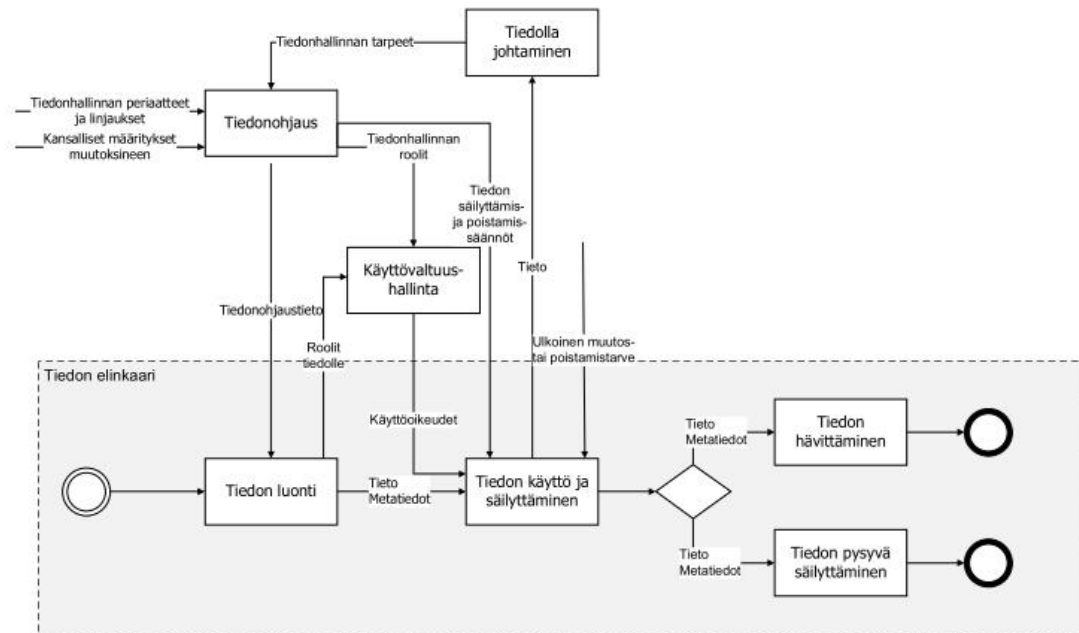 Tiedolla
johtaminen
Tiedonhallinnan tarpeet
Tiedonhallinnan periaatteet
ja linjaukset
Kansalliset määritykset
muutoksineen
Tiedonohjaus
Tiedonhallinnan
roolit
Tiedon
säilyttämis-
ja poistamis-
säännöt
Käyttövaltuus-
hallinta
Tieto
Tiedonohjaustieto
Roolit
tiedolle
Ulkoinen muutos-
tai poistamistarve
Tiedon elinkaari
Käyttöoikeudet
Tiedon luonti
Tieto
Metatiedot
Tiedon käyttö ja
säilyttäminen
Tieto
Metatiedot
Tiedon
hävittäminen
Tieto
Metatiedot
Tiedon pysyvä
säilyttäminen